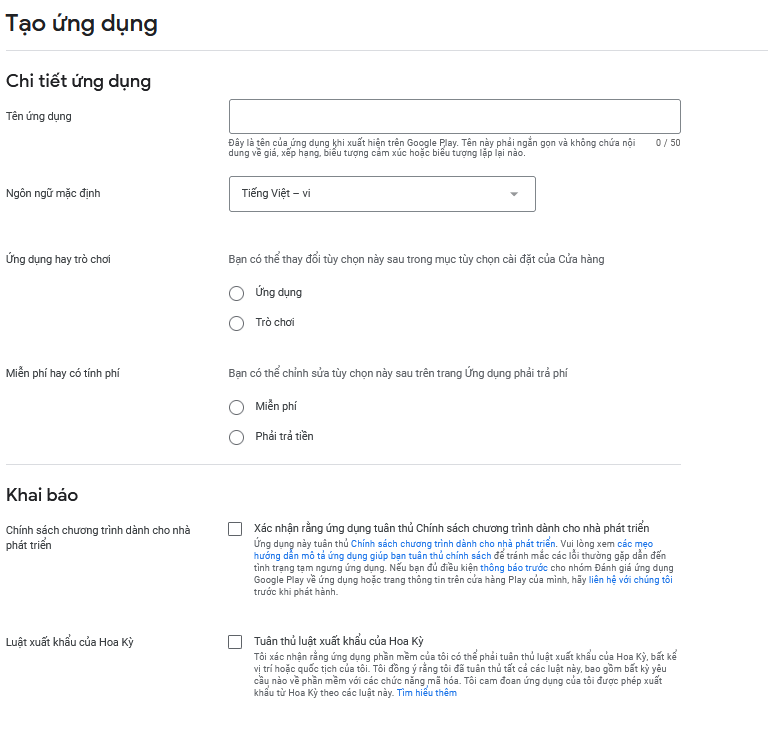 Tạo ứng dụng
Chi tiết ứng dụng
Tên ứng dụng
Đây là tên của ứng dụng khi xuất hiện trên Google Play. Tên này phải ngắn gọn và không chứa nội
dung về giá, xếp hạng, biểu tượng cảm xúc hoặc biểu tượng lặp lại nào.
0 / 50
Ngôn ngữ mặc định
Tiếng Việt – vi
Ứng dụng hay trò chơi
Bạn có thể thay đổi tùy chọn này sau trong mục tùy chọn cài đặt của Cửa hàng
Ứng dụng
Trò chơi
Miễn phí hay có tính phí
Bạn có thể chỉnh sửa tùy chọn này sau trên trang Ứng dụng phải trả phí
Miễn phí
Phải trả tiền
Khai báo
Chính sách chương trình dành cho nhà
phát triển
Xác nhận rằng ứng dụng tuân thủ Chính sách chương trình dành cho nhà phát triển
Ứng dụng này tuân thủ Chính sách chương trình dành cho nhà phát triển. Vui lòng xem các mẹo
hướng dẫn mô tả ứng dụng giúp bạn tuân thủ chính sách để tránh mắc các lỗi thường gặp dẫn đến
tình trạng tạm ngưng ứng dụng. Nếu bạn đủ điều kiện thông báo trước cho nhóm Đánh giá ứng dụng
Google Play về ứng dụng hoặc trang thông tin trên cửa hàng Play của mình, hãy liên hệ với chúng tôi
trước khi phát hành.
Luật xuất khẩu của Hoa Kỳ
Tuân thủ luật xuất khẩu của Hoa Kỳ
Tôi xác nhận rằng ứng dụng phần mềm của tôi có thể phải tuân thủ luật xuất khẩu của Hoa Kỳ, bất kể
vị trí hoặc quốc tịch của tôi. Tôi đồng ý rằng tôi đã tuân thủ tất cả các luật này, bao gồm bất kỳ yêu
cầu nào về phần mềm với các chức năng mã hóa. Tôi cam đoan ứng dụng của tôi được phép xuất
khẩu từ Hoa Kỳ theo các luật này. Tìm hiểu thêm